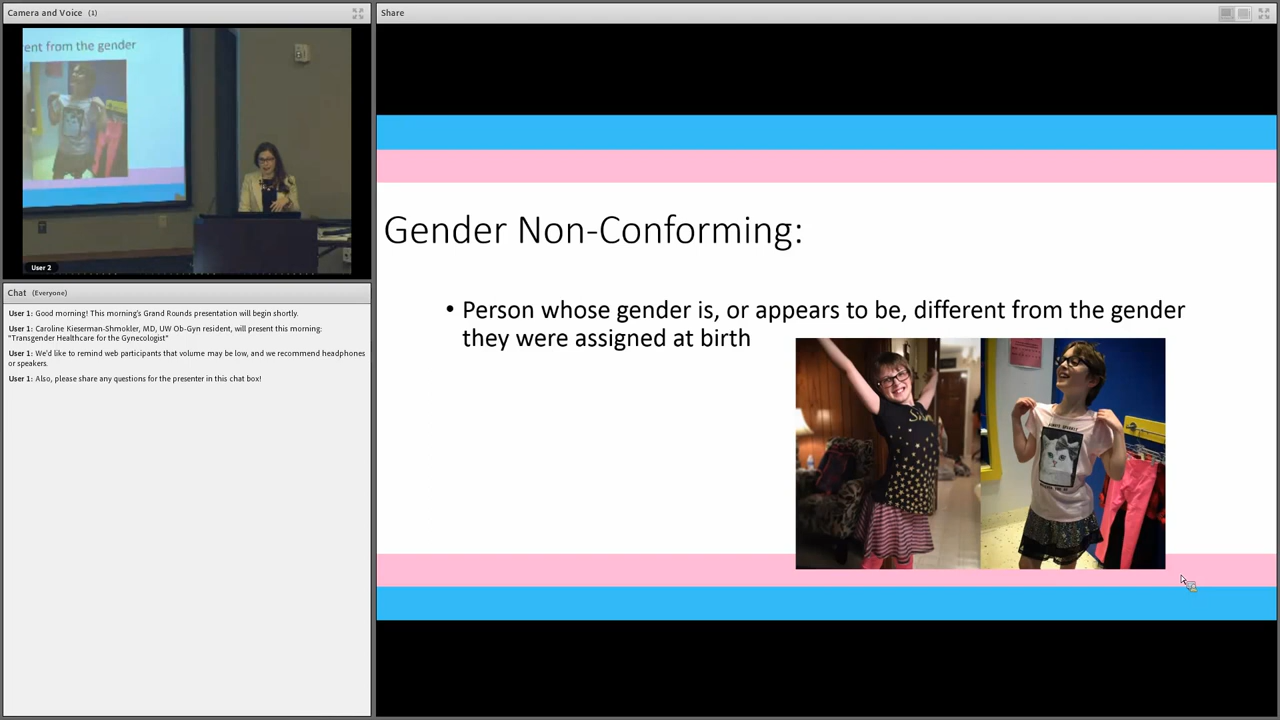 Camera and Voice (1)
ent from the gender
User 2
Chat (Everyone)
User 1: Good morning! This morning's Grand Rounds presentation will begin shortly.
User 1: Caroline Kieserman-Shmokler, MD, UW Ob-Gyn resident, will present this morning:
"Transgender Healthcare for the Gynecologist"
User 1: We'd like to remind web participants that volume may be low, and we recommend headphones
or speakers.
User 1: Also, please share any questions for the presenter in this chat box!
Share
Gender Non-Conforming:
• Person whose gender is, or appears to be, different from the gender
they were assigned at birth